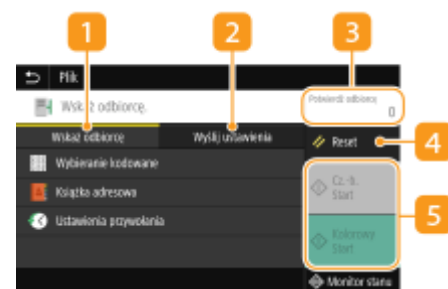 1
2
3
Plik
Wskaż odbiorcę.
Potwierdź odbiorcę
0
Wskaż odbiorcę
Wyślij ustawienia
Reset
4
Wybieranie kodowane
Cz.-b.
Start
Książka adresowa
5
Ustawienia przywołania
Kolorowy
Start
Monitor stanu